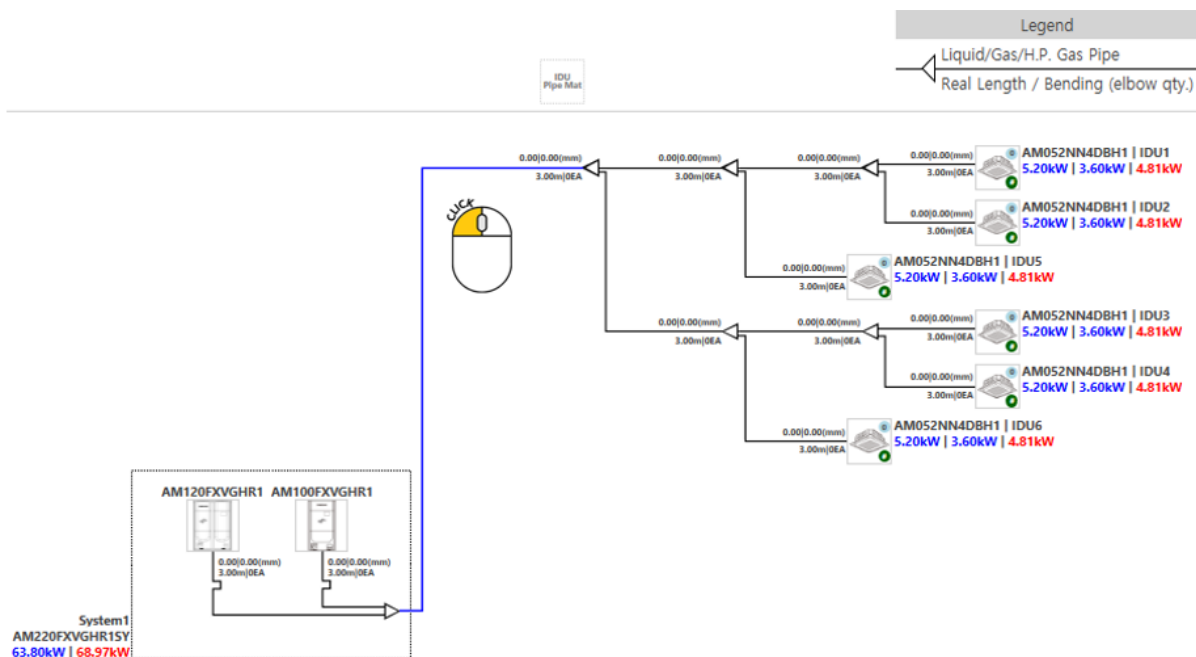 Legend
Liquid/Gas/H.P. Gas Pipe
Real Length / Bending (elbow qty.)
IDU
Pipe Mat
0.00|0.00(mm)
3.00m|0EA
0.00|0.00(mm)
3.00m|0EA
0.00|0.00(mm)
3.00m|0EA
0.00|0.00(mm)
3.00m|0EA
AM052NN4DBH1 | IDU1
5.20kW | 3.60kW | 4.81kW
CLICK
0.00|0.00(mm)
3.00m|0EA
AM052NN4DBH1 | IDU2
5.20kW | 3.60kW | 4.81kW
0.00|0.00(mm)
3.00m|0EA
AM052NN4DBH1 | IDU5
5.20kW | 3.60kW | 4.81kW
0.00|0.00(mm)
3.00m|0EA
0.00|0.00(mm)
3.00m|0EA
0.00|0.00(mm)
3.00m|0EA
AM052NN4DBH1 | IDU3
5.20kW | 3.60kW | 4.81kW
0.00|0.00(mm)
3.00m|0EA
AM052NN4DBH1 | IDU4
5.20kW | 3.60kW | 4.81kW
0.00|0.00(mm)
3.00m|0EA
AM052NN4DBH1 | IDU6
5.20kW | 3.60kW | 4.81kW
AM120FXVGHR1 AM100FXVGHR1
0.00|0.00(mm)
3.00m|0EA
0.00|0.00(mm)
3.00m|0EA
System1
AM220FXVGHR1SY
63.80kW | 68.97kW